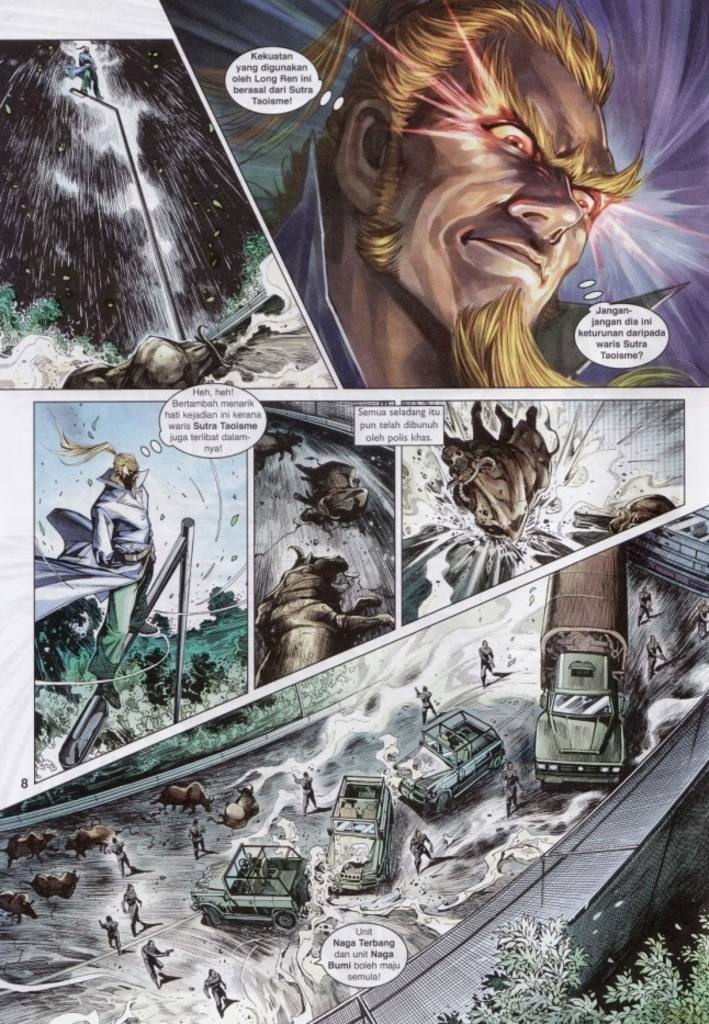 Kekuatan
yang digunakan
oleh Long Ren ini
berasal dari Sutra
Taoisme!
Jangan-
jangan dia ini
keturunan daripada
waris Sutra
Taoisme?
Heh, heh!
Bertambah menarik
hati kejadian ini kerana
waris Sutra Taoisme
juga terlibat dalam-
nya!
Semua seladang itu
pun telah dibunuh
oleh polis khas.
8
Unit
Naga Terbang
dan unit Naga
Bumi boleh maju
semula!